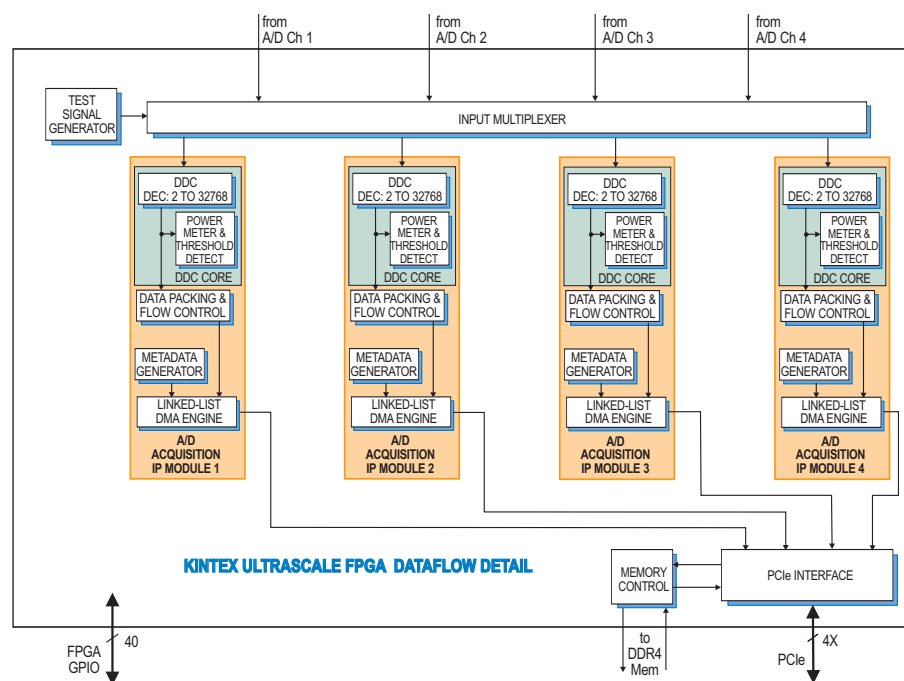 from
A/D Ch 1
from
A/D Ch 2
from
A/D Ch 3
from
A/D Ch 4
TEST
SIGNAL
GENERATOR
INPUT MULTIPLEXER
DDC
DEC: 2 TO 32768
POWER
METER &
THRESHOLD
DETECT
DDC CORE
DATA PACKING &
FLOW CONTROL
METADATA
GENERATOR
LINKED-LIST
DMA ENGINE
A/D
ACQUISITION
IP MODULE 1
DDC
DEC: 2 TO 32768
POWER
METER &
THRESHOLD
DETECT
DDC CORE
DATA PACKING &
FLOW CONTROL
METADATA
GENERATOR
LINKED-LIST
DMA ENGINE
A/D
ACQUISITION
IP MODULE 2
DDC
DEC: 2 TO 32768
POWER
METER &
THRESHOLD
DETECT
DDC CORE
DATA PACKING &
FLOW CONTROL
METADATA
GENERATOR
LINKED-LIST
DMA ENGINE
A/D
ACQUISITION
IP MODULE 3
DDC
DEC: 2 TO 32768
POWER
METER &
THRESHOLD
DETECT
DDC CORE
DATA PACKING &
FLOW CONTROL
METADATA
GENERATOR
LINKED-LIST
DMA ENGINE
A/D
ACQUISITION
IP MODULE 4
KINTEX ULTRASCALE FPGA DATAFLOW DETAIL
MEMORY
CONTROL
PCIe INTERFACE
40
FPGA
GPIO
to
DDR4
Mem
4X
PCIe